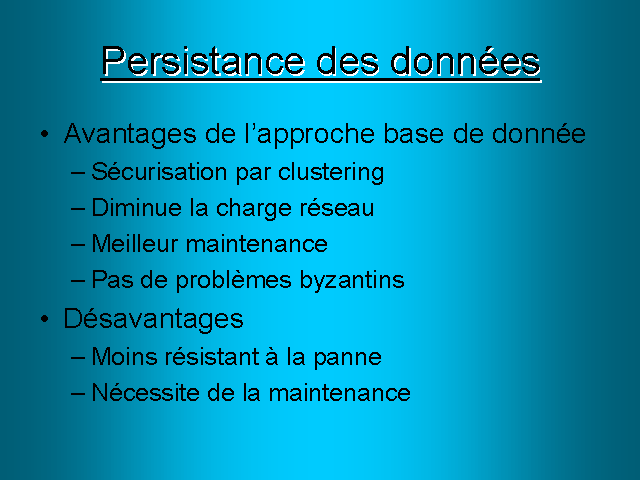 Persistance des données
• Avantages de l'approche base de donnée
– Sécurisation par clustering
– Diminue la charge réseau
– Meilleur maintenance
– Pas de problèmes byzantins
• Désavantages
– Moins résistant à la panne
– Nécessite de la maintenance